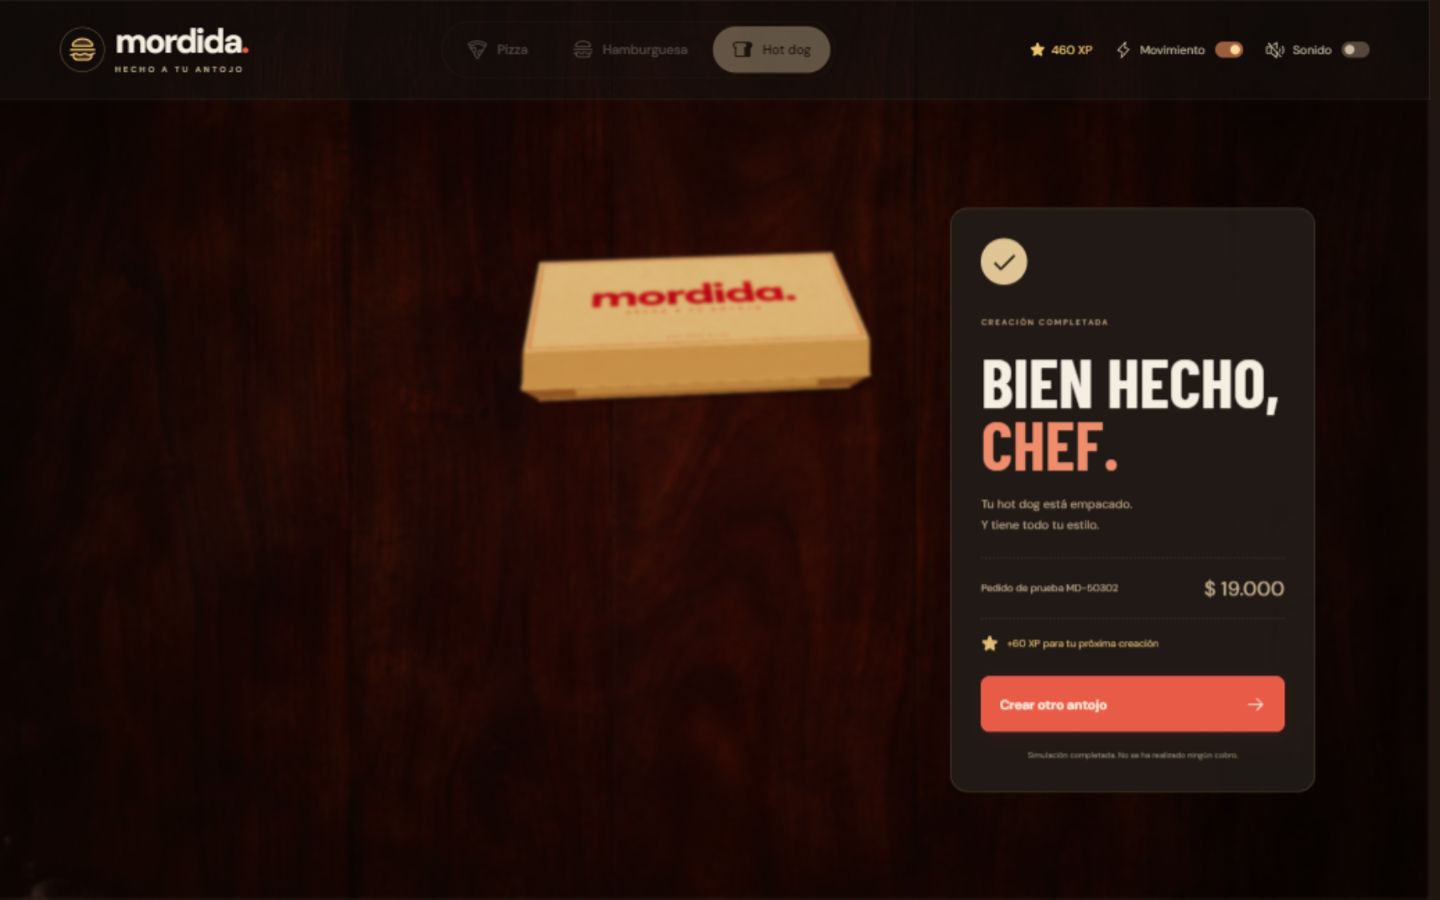 mordida.
HECHO A TU ANTOJO
Pizza
Hamburguesa
Hot dog
460 XP
Movimiento
Sonido
mordida.
CREACIÓN COMPLETADA
BIEN HECHO,
CHEF.
Tu hot dog está empacado.
Y tiene todo tu estilo.
Pedido de prueba MD-50302
$ 19.000
+60 XP para tu próxima creación
Crear otro antojo
Simulación completada. No se ha realizado ningún cobro.